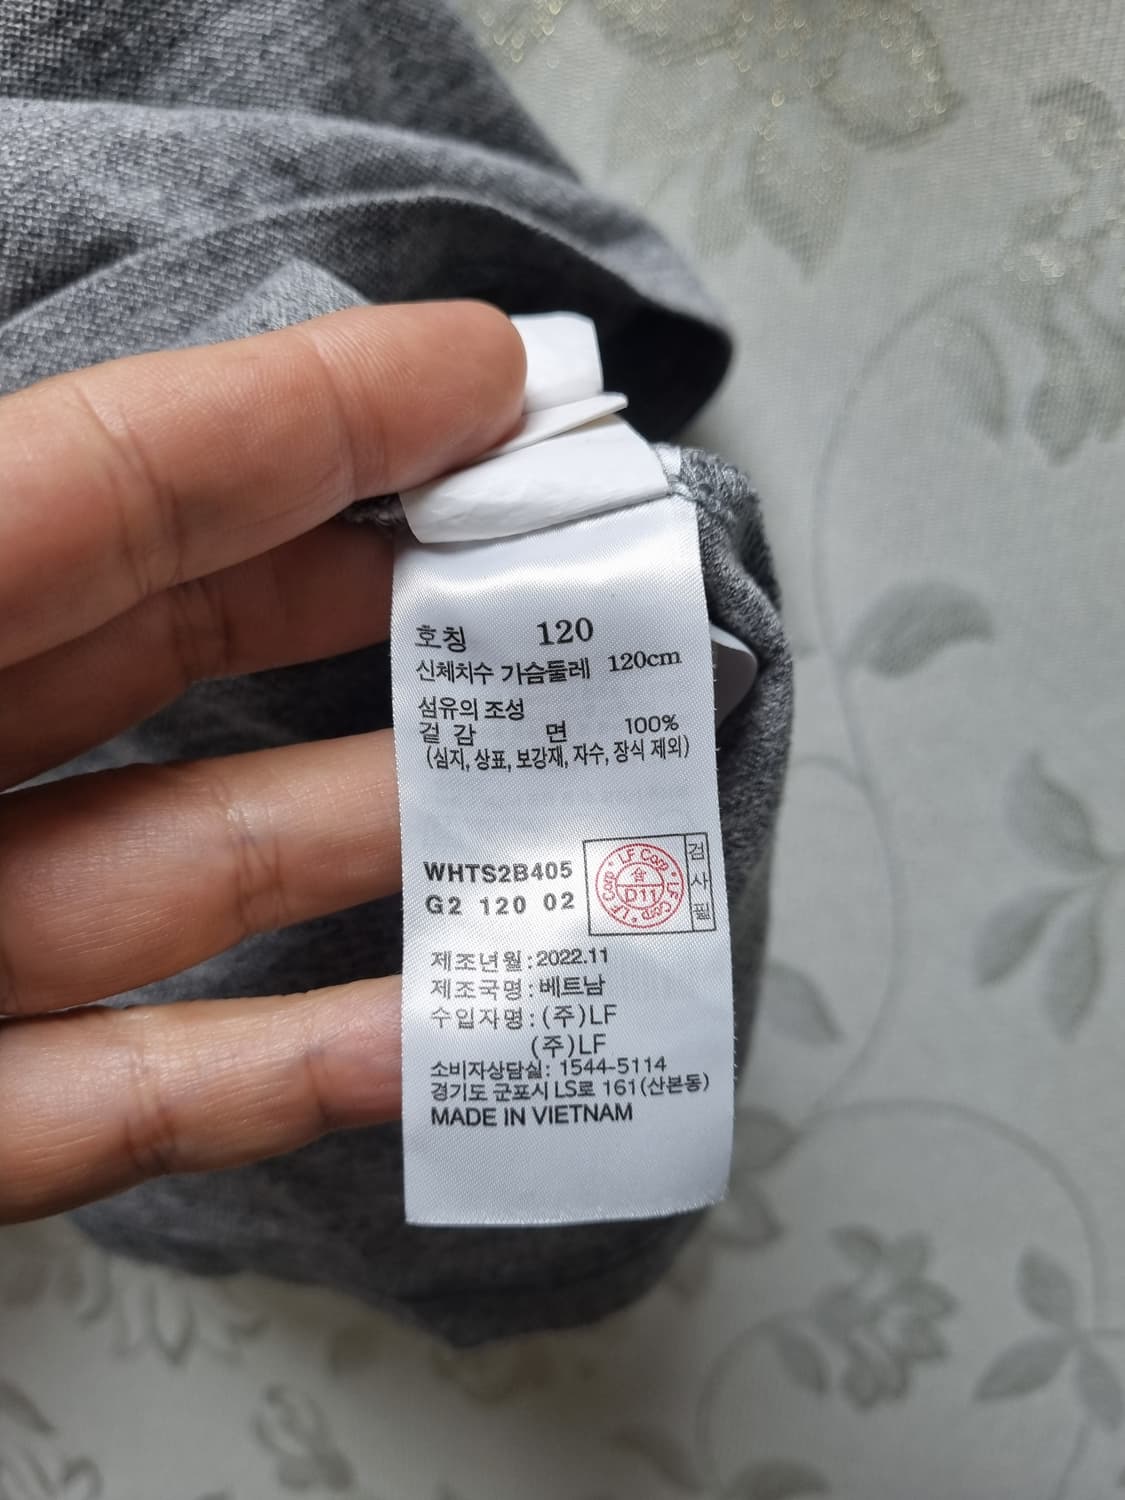 호칭 120
신체치수 가슴둘레 120cm
섬유의 조성
겉 감 면 100%
(심지, 상표, 보강재, 자수, 장식 제외)
WHTS2B405
G2 120 02
LF Corp · LF Corp · LF Corp ·
合
D11
검사필
제조년월 : 2022.11
제조국명 : 베트남
수입자명 : (주)LF
(주)LF
소비자상담실: 1544-5114
경기도 군포시 LS로 161(산본동)
MADE IN VIETNAM